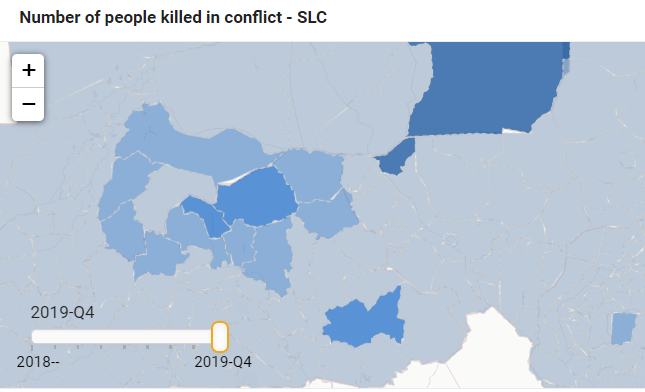 Number of people killed in conflict - SLC
+
−
2019-Q4
2018--
2019-Q4